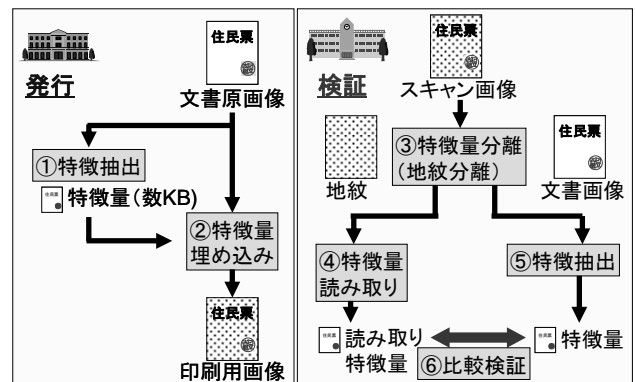 住民票
発行
文書原画像
①特徴抽出
特徴量(数KB)
②特徴量
埋め込み
住民票
印刷用画像
住民票
検証
スキャン画像
③特徴量分離
(地紋分離)
地紋
住民票
文書画像
④特徴量
読み取り
⑤特徴抽出
読み取り
特徴量
特徴量
⑥比較検証